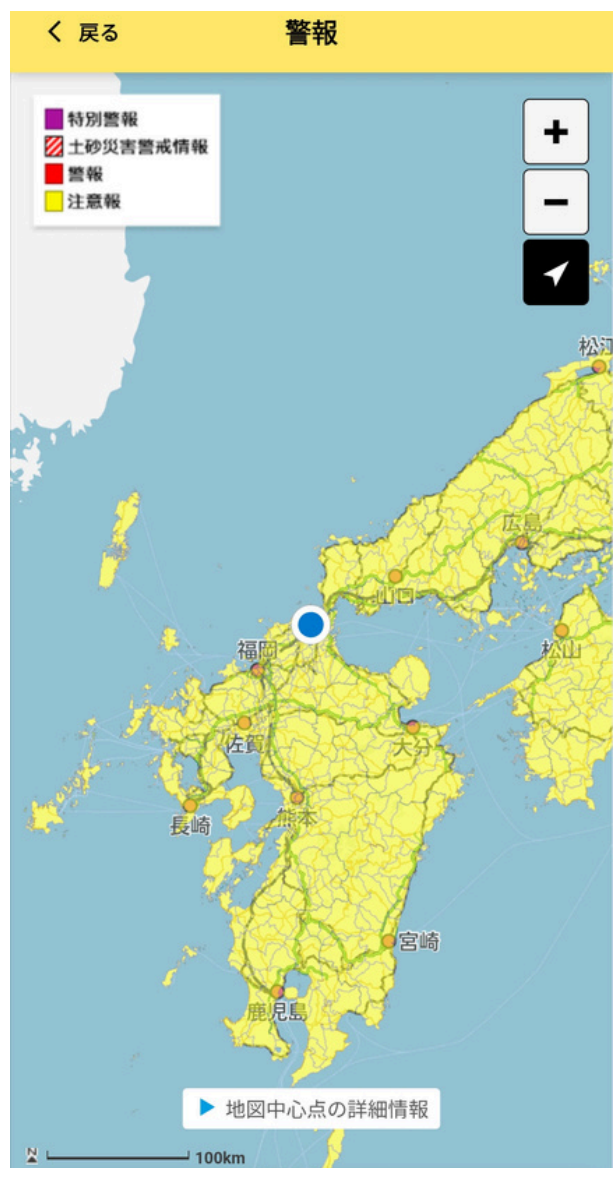 戻る
警報
特別警報
土砂災害警戒情報
警報
注意報
+
−
松江
広島
山口
福岡
松山
佐賀
大分
長崎
熊本
宮崎
鹿児島
地図中心点の詳細情報
N
100km